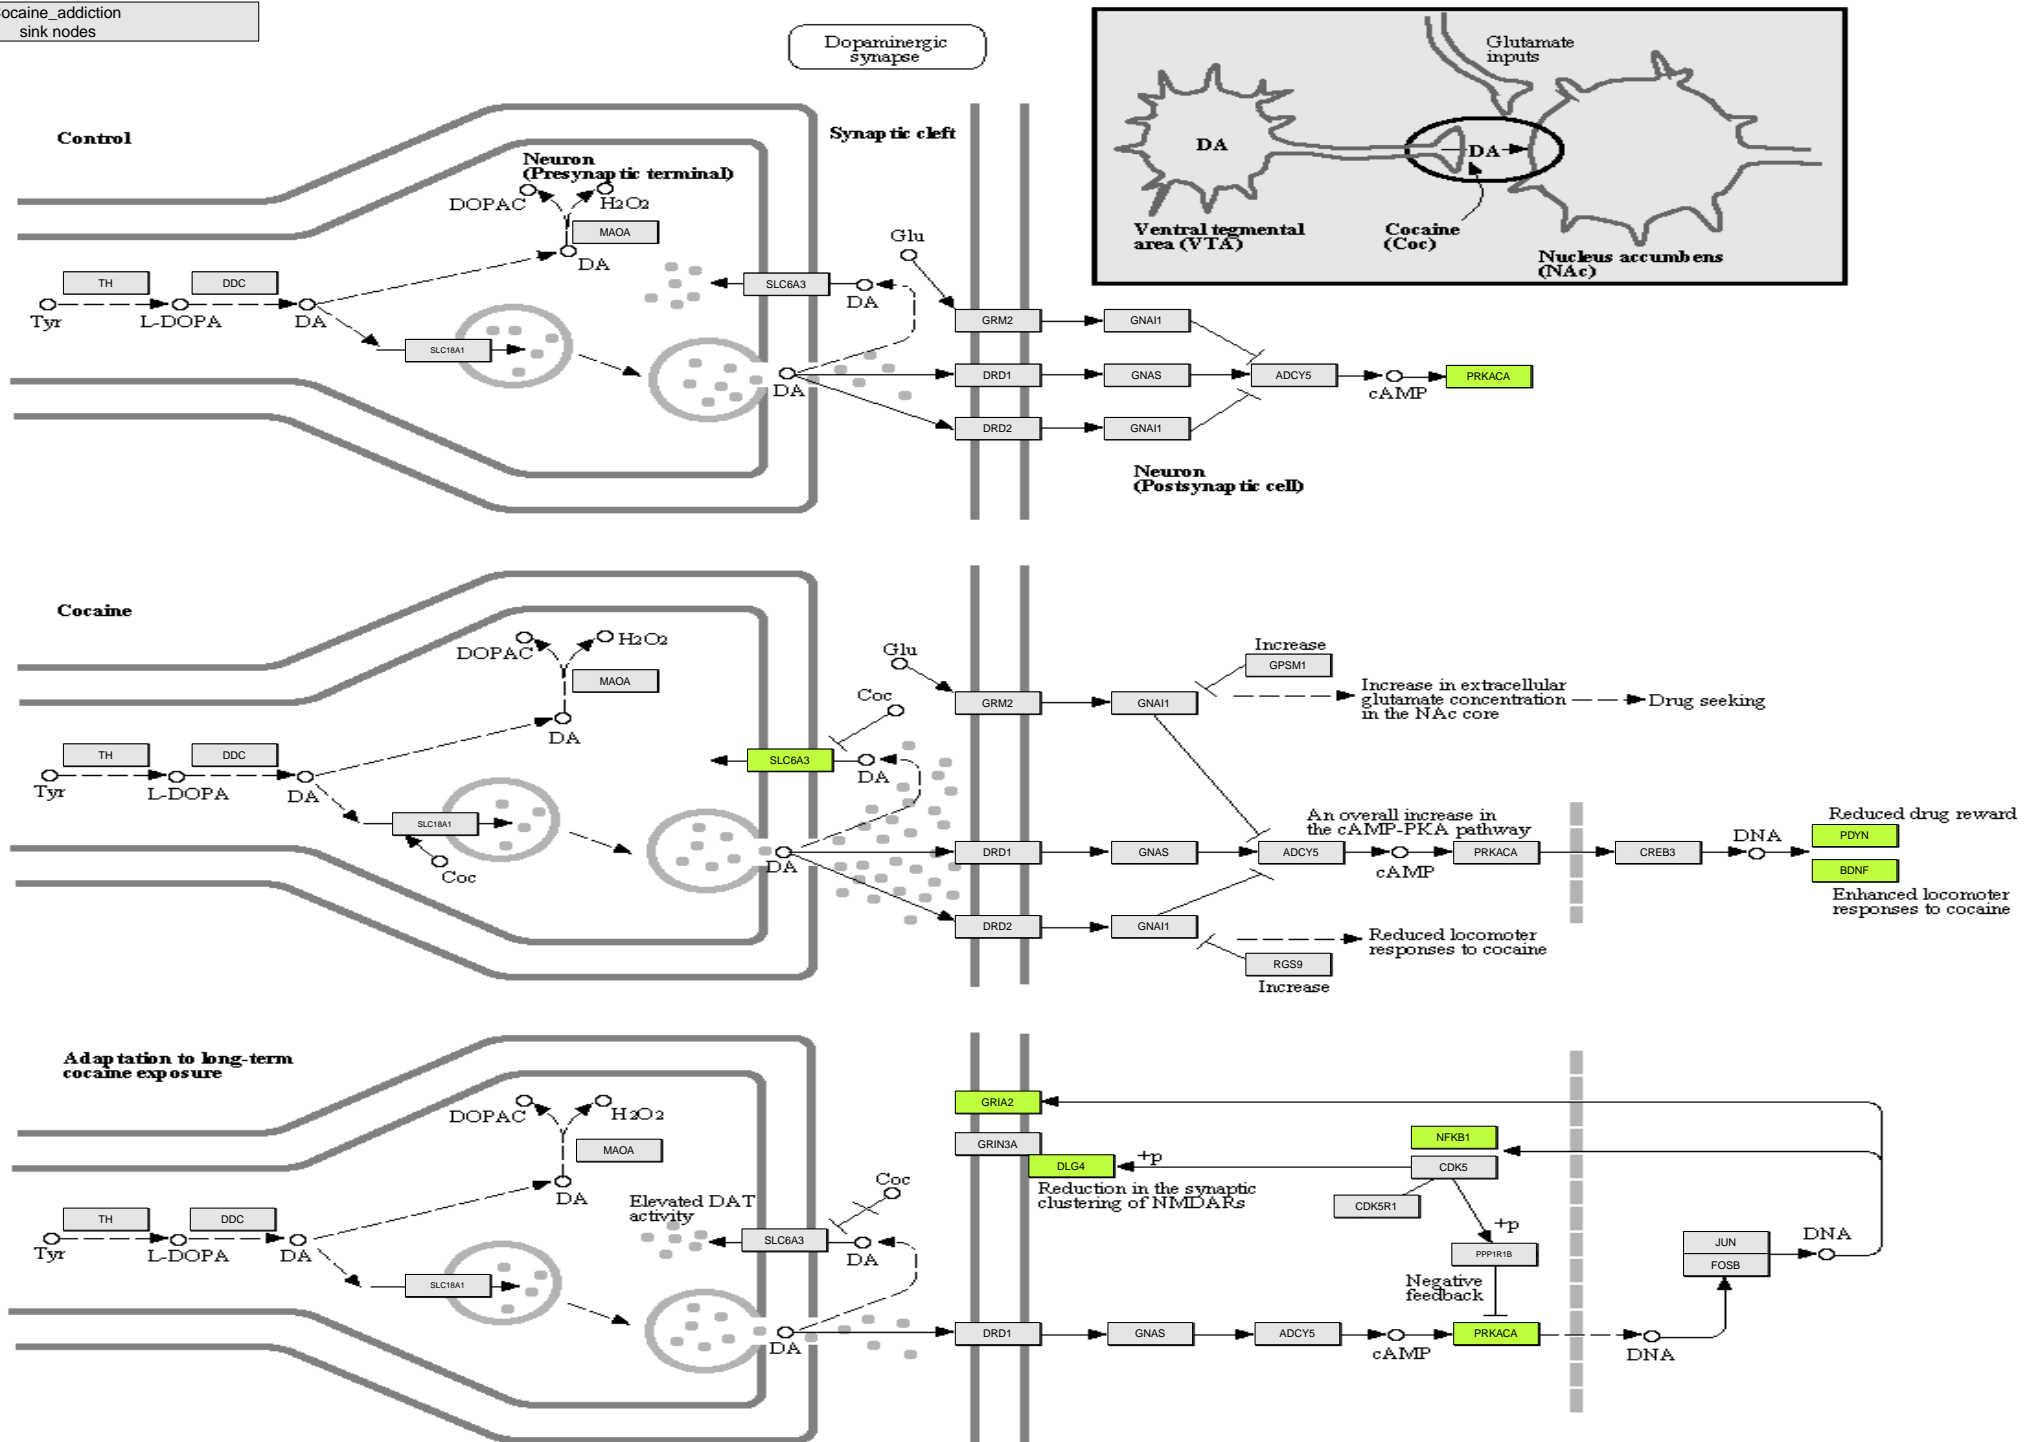 ocaine_addiction
sink nodes
Dopaminergic
synapse
Glutamate
inputs
DA
DA
Ventral tegmental
area (VTA)
Cocaine
(Coc)
Nucleus accumbens
(NAc)
Control
Synaptic cleft
Neuron
(Presynaptic terminal)
DOPAC
H2O2
MAOA
DA
Glu
TH
DDC
SLC6A3
DA
Tyr
L-DOPA
DA
SLC18A1
GRM2
GNAI1
DA
DRD1
GNAS
ADCY5
cAMP
PRKACA
DRD2
GNAI1
Neuron
(Postsynaptic cell)
Cocaine
DOPAC
H2O2
MAOA
DA
Glu
Coc
Increase
GPSM1
GRM2
GNAI1
Increase in extracellular
glutamate concentration
in the NAc core
Drug seeking
TH
DDC
SLC6A3
DA
Tyr
L-DOPA
DA
SLC18A1
Coc
DA
An overall increase in
the cAMP-PKA pathway
DRD1
GNAS
ADCY5
cAMP
PRKACA
CREB3
DNA
Reduced drug reward
PDYN
BDNF
Enhanced locomoter
responses to cocaine
DRD2
GNAI1
Reduced locomoter
responses to cocaine
RGS9
Increase
Adaptation to long-term
cocaine exposure
DOPAC
H2O2
MAOA
DA
GRIA2
GRIN3A
DLG4
+p
NFKB1
CDK5
CDK5R1
Reduction in the synaptic
clustering of NMDARs
Coc
Elevated DAT
activity
TH
DDC
SLC6A3
DA
Tyr
L-DOPA
DA
SLC18A1
+p
PPP1R1B
Negative
feedback
JUN
FOSB
DNA
DA
DRD1
GNAS
ADCY5
cAMP
PRKACA
DNA